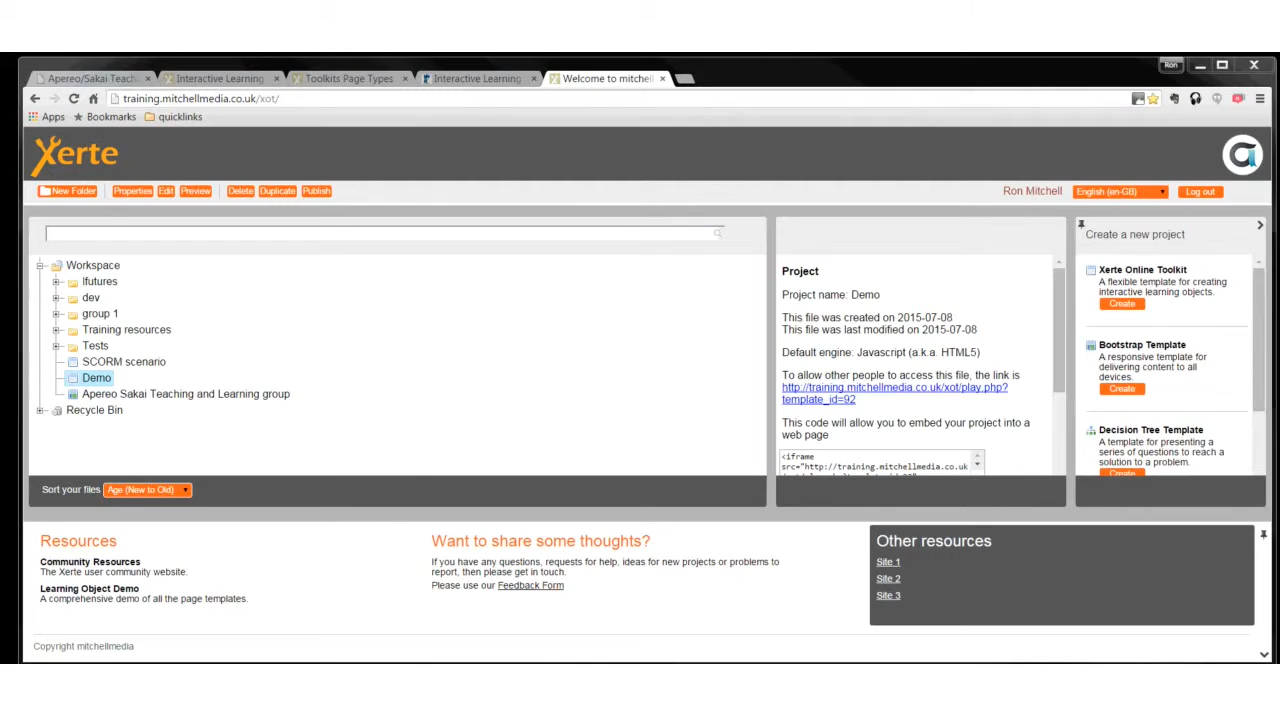 Ron
Apereo/Sakai Teach
Interactive Learning
Toolkits Page Types
Interactive Learning
Welcome to mitchell
training.mitchellmedia.co.uk/xot/
Apps
Bookmarks
quicklinks
Xerte
New Folder
Properties
Edit
Preview
Delete
Duplicate
Publish
Ron Mitchell
English (en-GB)
Log out
Workspace
lfutures
dev
group 1
Training resources
Tests
SCORM scenario
Demo
Apereo Sakai Teaching and Learning group
Recycle Bin
Sort your files
Age (New to Old)
Project
Project name: Demo
This file was created on 2015-07-08
This file was last modified on 2015-07-08
Default engine: Javascript (a.k.a. HTML5)
To allow other people to access this file, the link is
http://training.mitchellmedia.co.uk/xot/play.php?
template_id=92
This code will allow you to embed your project into a
web page
<iframe
src="http://training.mitchellmedia.co.uk
Create a new project
Xerte Online Toolkit
A flexible template for creating
interactive learning objects.
Create
Bootstrap Template
A responsive template for
delivering content to all
devices.
Create
Decision Tree Template
A template for presenting a
series of questions to reach a
solution to a problem.
Create
Resources
Community Resources
The Xerte user community website.
Learning Object Demo
A comprehensive demo of all the page templates.
Want to share some thoughts?
If you have any questions, requests for help, ideas for new projects or problems to
report, then please get in touch.
Please use our Feedback Form
Other resources
Site 1
Site 2
Site 3
Copyright mitchellmedia